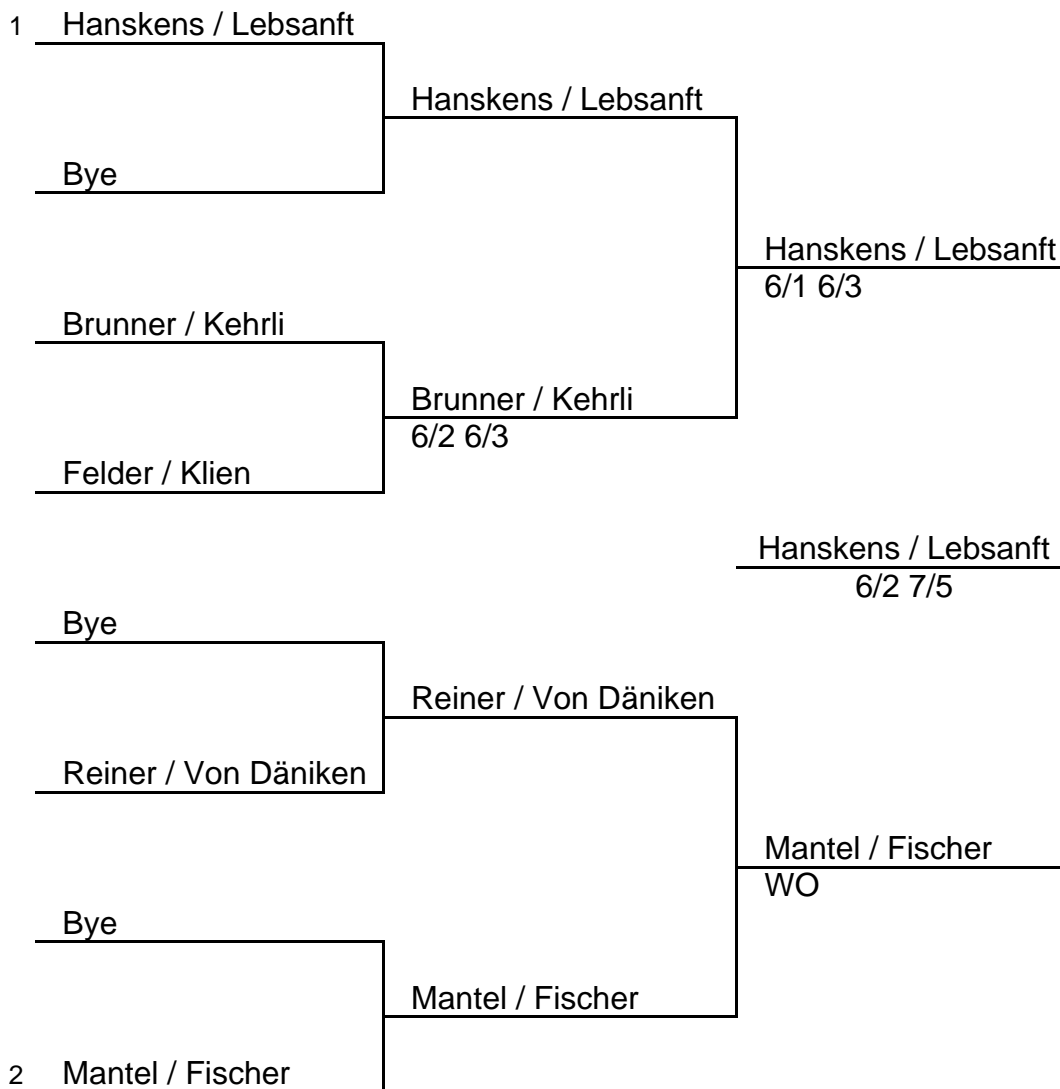 1 Hanskens / Lebsanft
Hanskens / Lebsanft
Bye
Hanskens / Lebsanft
6/1 6/3
Brunner / Kehrli
Brunner / Kehrli
6/2 6/3
Felder / Klien
Hanskens / Lebsanft
6/2 7/5
Bye
Reiner / Von Däniken
Reiner / Von Däniken
Mantel / Fischer
WO
Bye
Mantel / Fischer
2 Mantel / Fischer